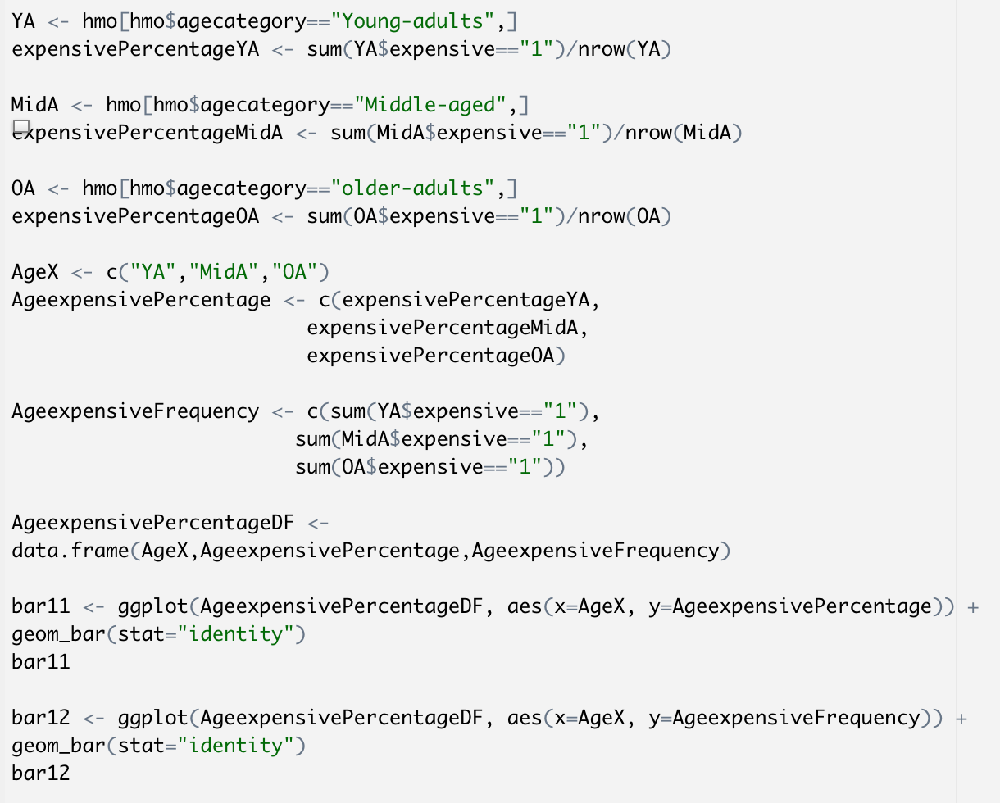 YA <- hmo[hmo$agecategory=="Young-adults",]
expensivePercentageYA <- sum(YA$expensive=="1")/nrow(YA)
MidA <- hmo[hmo$agecategory=="Middle-aged",]
expensivePercentageMidA <- sum(MidA$expensive=="1")/nrow(MidA)
OA <- hmo[hmo$agecategory=="older-adults",]
expensivePercentageOA <- sum(OA$expensive=="1")/nrow(OA)
AgeX <- c("YA","MidA","OA")
AgeexpensivePercentage <- c(expensivePercentageYA,
expensivePercentageMidA,
expensivePercentageOA)
AgeexpensiveFrequency <- c(sum(YA$expensive=="1"),
sum(MidA$expensive=="1"),
sum(OA$expensive=="1"))
AgeexpensivePercentageDF <-
data.frame(AgeX,AgeexpensivePercentage,AgeexpensiveFrequency)
bar11 <- ggplot(AgeexpensivePercentageDF, aes(x=AgeX, y=AgeexpensivePercentage)) +
geom_bar(stat="identity")
bar11
bar12 <- ggplot(AgeexpensivePercentageDF, aes(x=AgeX, y=AgeexpensiveFrequency)) +
geom_bar(stat="identity")
bar12